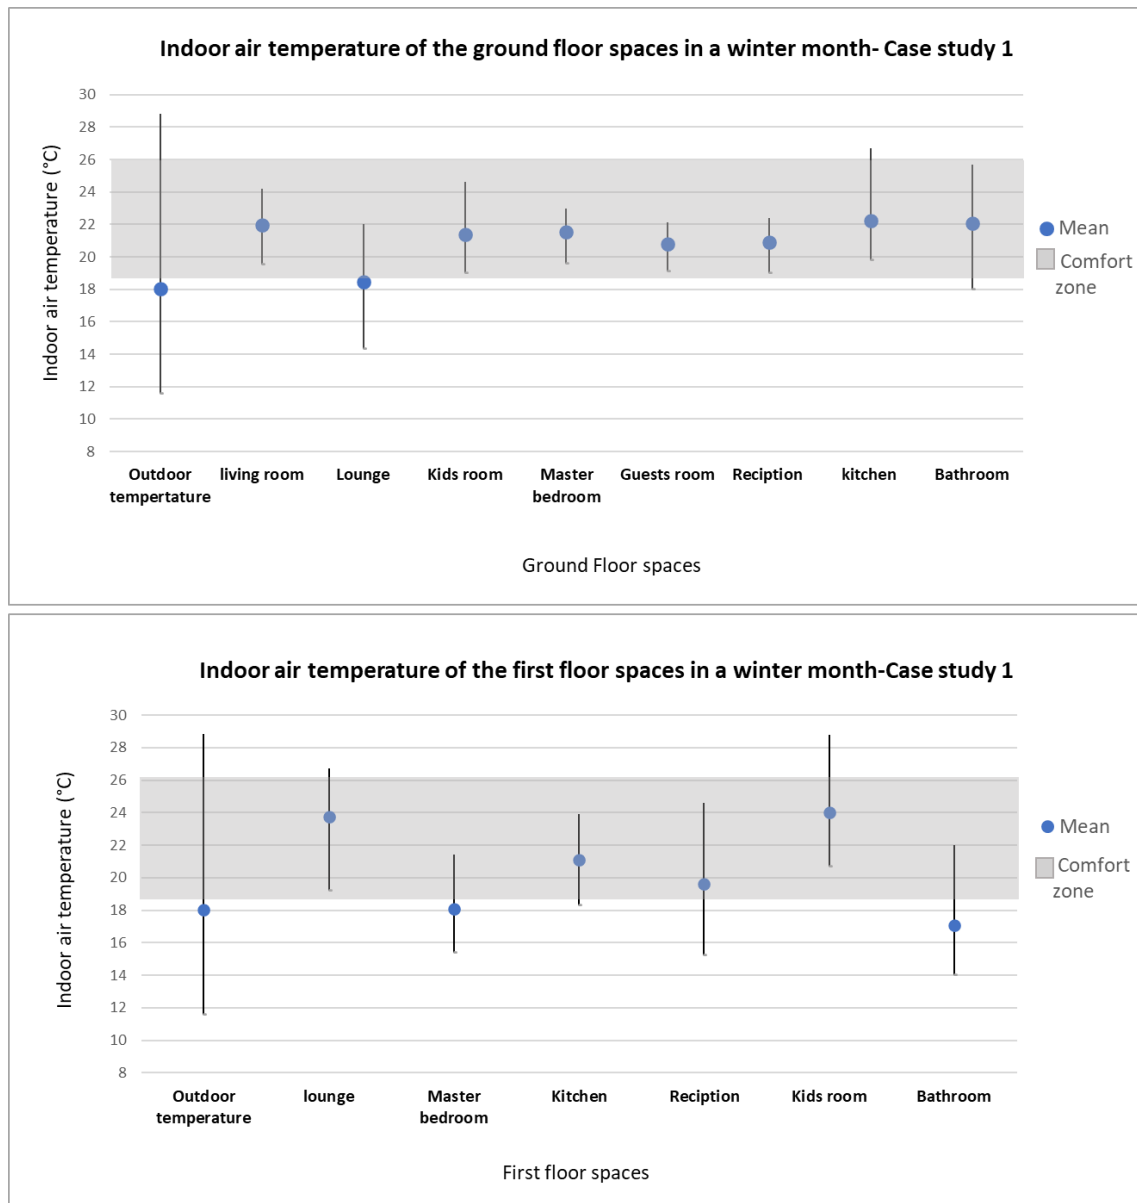 Indoor air temperature of the ground floor spaces in a winter month- Case study 1
Indoor air temperature (°C)
30
28
26
24
22
20
18
16
14
12
10
8
Outdoor tempertature
living room
Lounge
Kids room
Master bedroom
Guests room
Reciption
kitchen
Bathroom
Ground Floor spaces
Mean
Comfort zone
Indoor air temperature of the first floor spaces in a winter month-Case study 1
Indoor air temperature (°C)
30
28
26
24
22
20
18
16
14
12
10
8
Outdoor temperature
lounge
Master bedroom
Kitchen
Reciption
Kids room
Bathroom
First floor spaces
Mean
Comfort zone